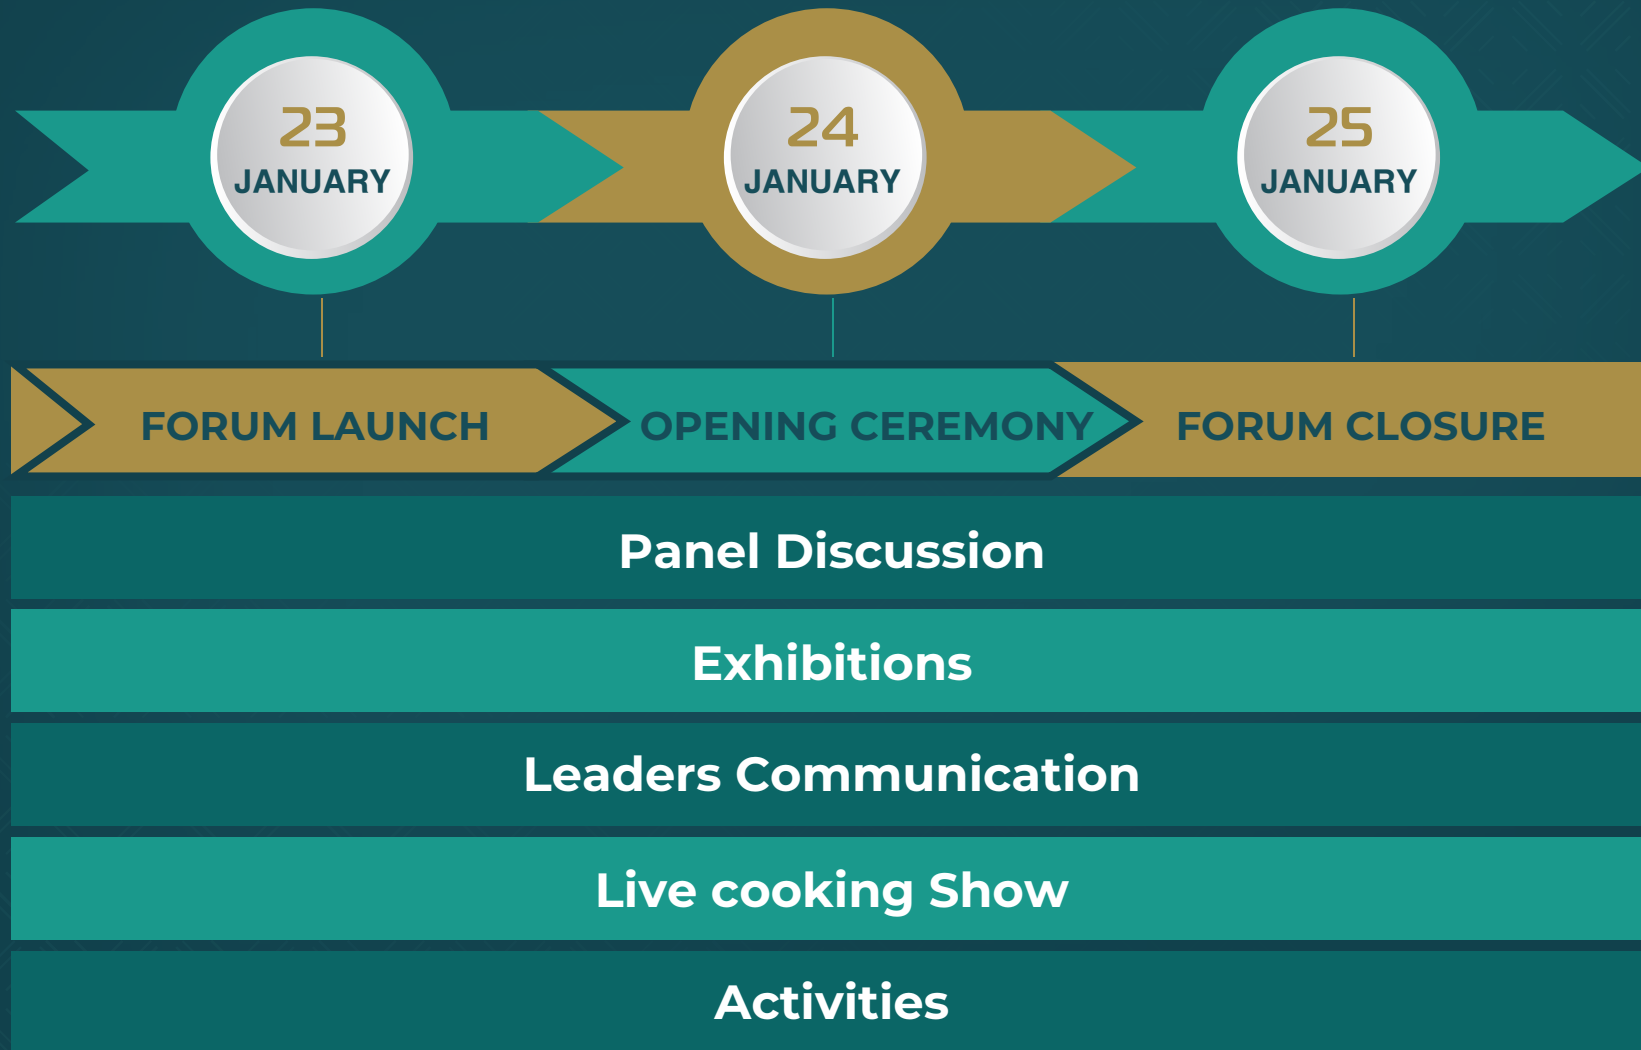 23
JANUARY
24
JANUARY
25
JANUARY
FORUM LAUNCH
OPENING CEREMONY
FORUM CLOSURE
Panel Discussion
Exhibitions
Leaders Communication
Live cooking Show
Activities